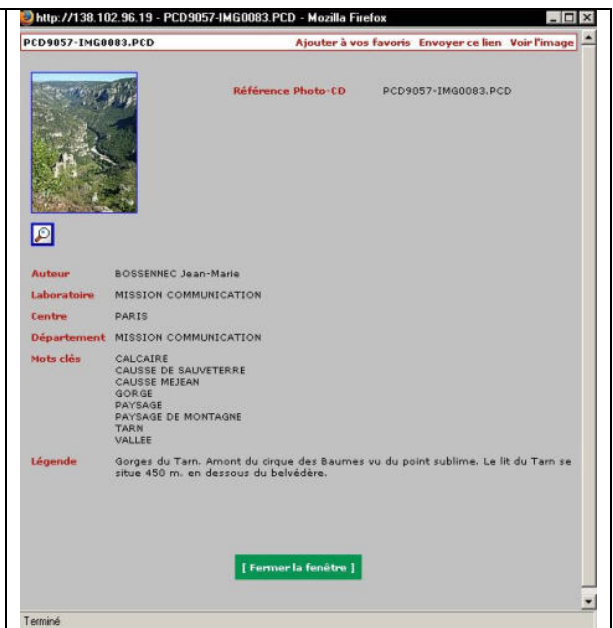 http://138.102.96.19 - PCD9057-IMG0083.PCD - Mozilla Firefox
PCD9057-IMG0083.PCD Ajouter à vos favoris Envoyer ce lien Voir l'image
Référence Photo-CD PCD9057-IMG0083.PCD
Auteur BOSSENNEC Jean-Marie
Laboratoire MISSION COMMUNICATION
Centre PARIS
Département MISSION COMMUNICATION
Mots clés CALCAIRE
CAUSSE DE SAUVETERRE
CAUSSE MEJEAN
GORGE
PAYSAGE
PAYSAGE DE MONTAGNE
TARN
VALLEE
Légende Gorges du Tarn. Amont du cirque des Baumes vu du point sublime. Le lit du Tarn se
situe 450 m. en dessous du belvédère.
[ Fermer la fenêtre ]
Terminé